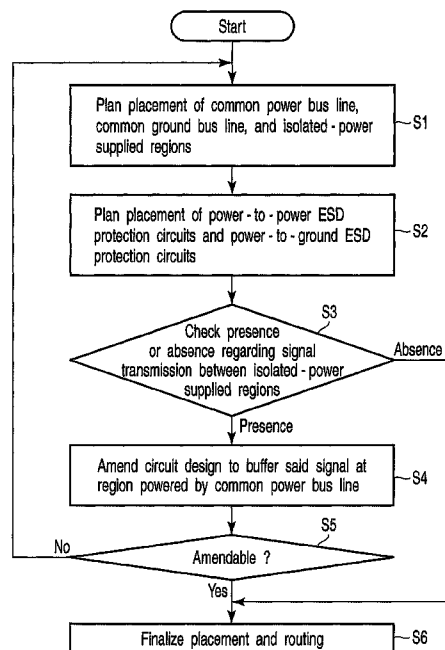 Start
Plan placement of common power bus line,
common ground bus line, and isolated-power
supplied regions
S1
Plan placement of power-to-power ESD
protection circuits and power-to-ground ESD
protection circuits
S2
S3
Check presence
or absence regarding signal
transmission between isolated-power
supplied regions
Absence
Presence
Amend circuit design to buffer said signal at
region powered by common power bus line
S4
S5
Amendable ?
No
Yes
Finalize placement and routing
S6